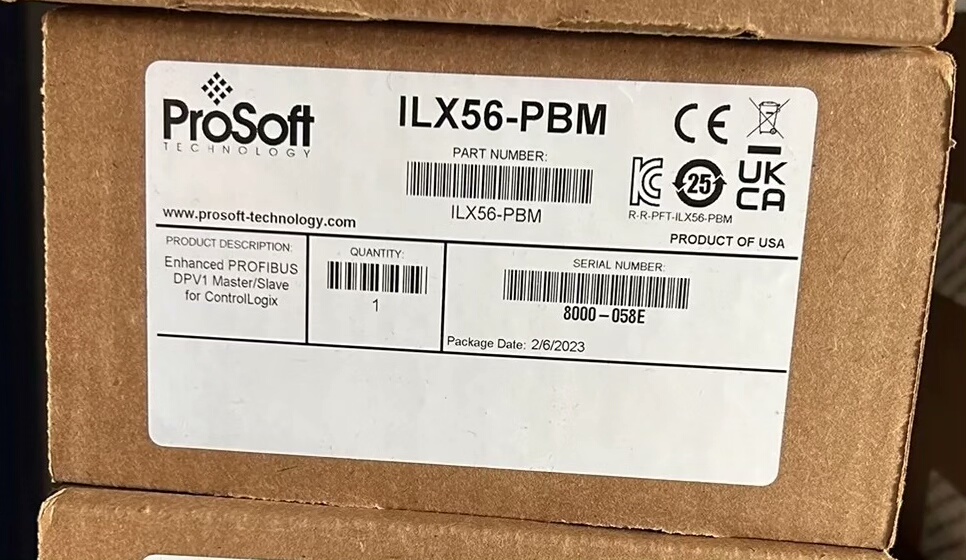 ProSoft
TECHNOLOGY
www.prosoft-technology.com
ILX56-PBM
PART NUMBER:
ILX56-PBM
CE
KC
25
UK
CA
R-R-PFT-ILX56-PBM
PRODUCT OF USA
PRODUCT DESCRIPTION:
Enhanced PROFIBUS
DPV1 Master/Slave
for ControlLogix
QUANTITY:
1
SERIAL NUMBER:
8000-058E
Package Date: 2/6/2023